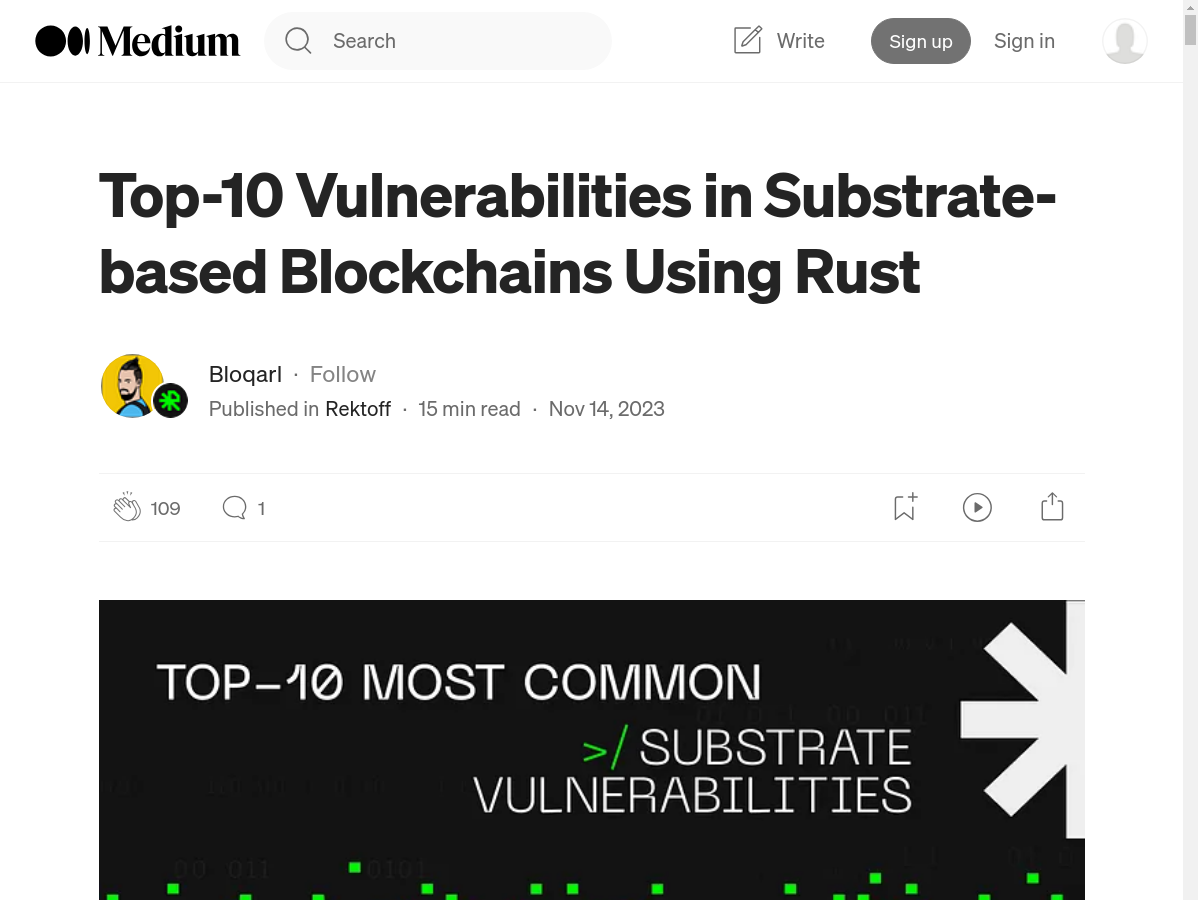 Medium
Search
Write
Sign up
Sign in
Top-10 Vulnerabilities in Substrate-
based Blockchains Using Rust
Bloqarl · Follow
Published in Rektoff · 15 min read · Nov 14, 2023
109
1
TOP-10 MOST COMMON
>/ SUBSTRATE
VULNERABILITIES